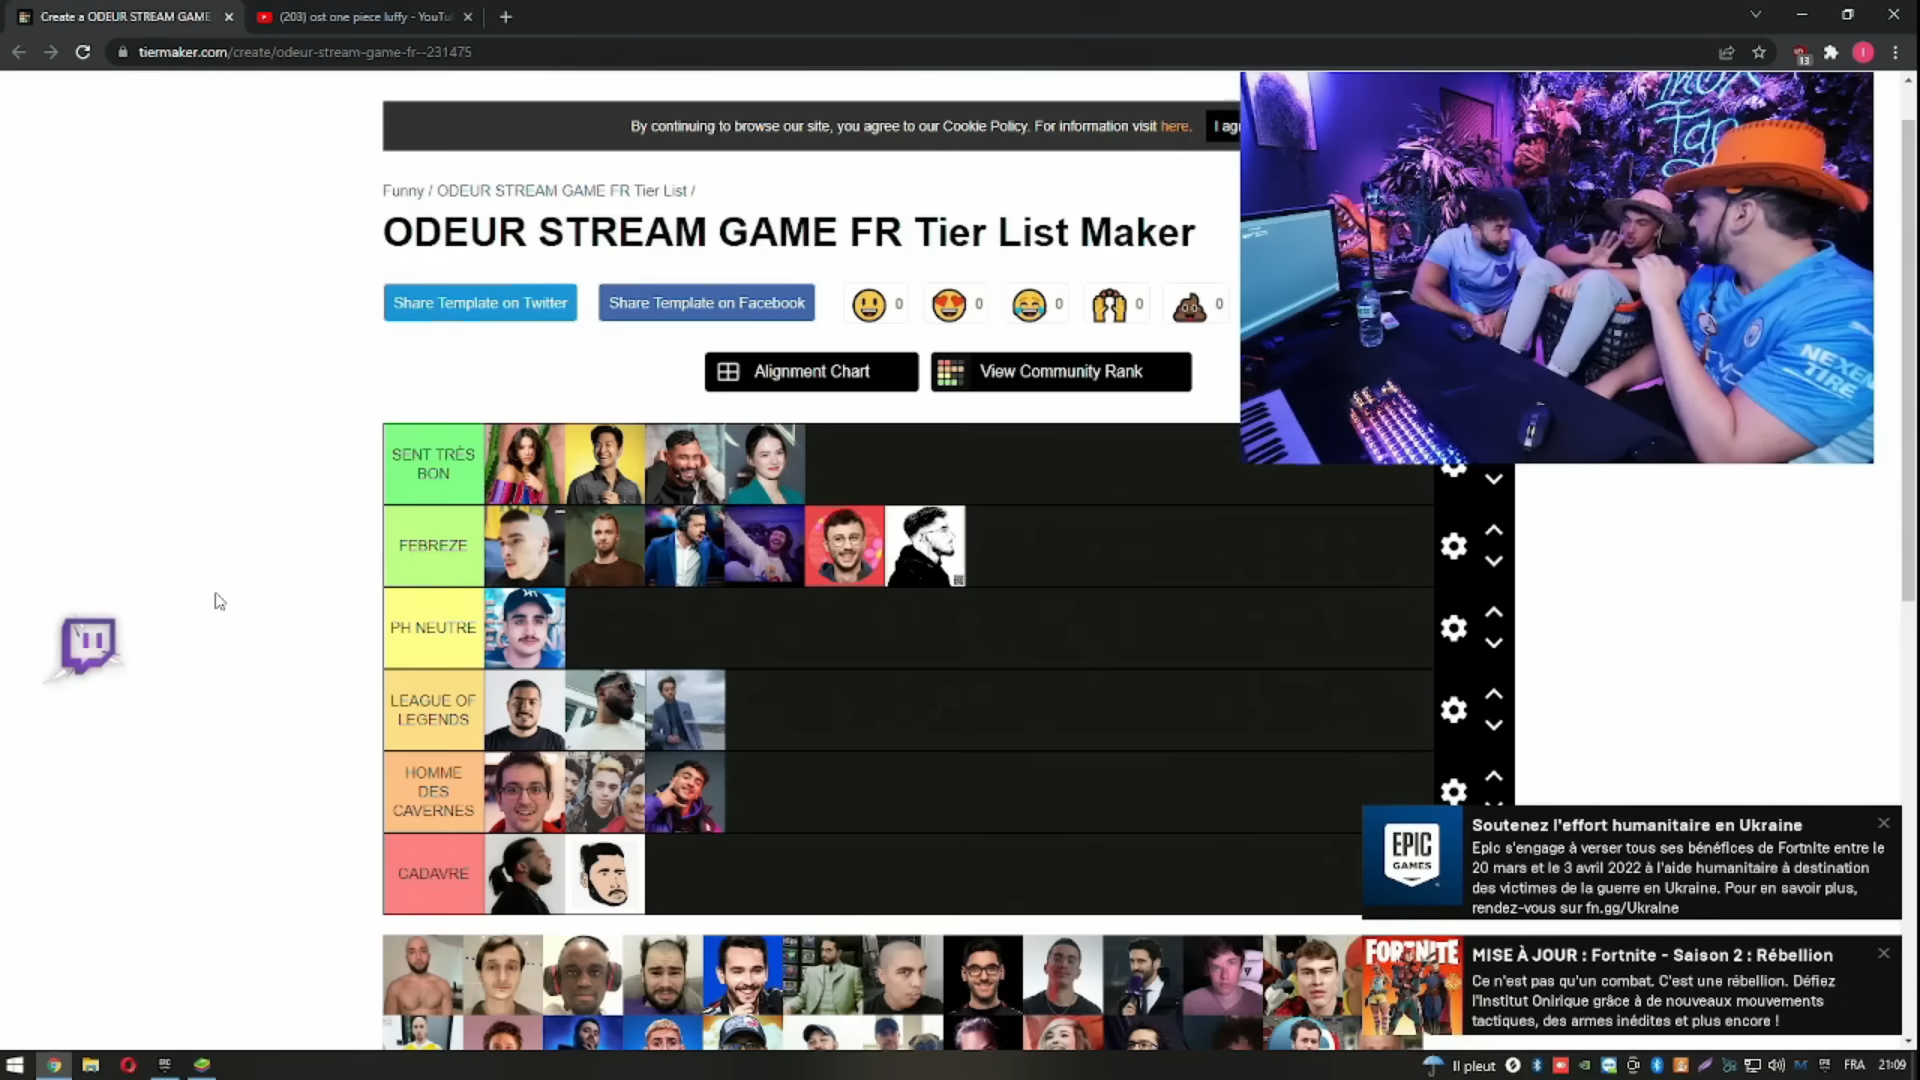 Create a ODEUR STREAM GAME
(203) ost one piece luffy - YouTu
tiermaker.com/create/odeur-stream-game-fr--231475
13
By continuing to browse our site, you agree to our Cookie Policy. For information visit here.
I ag
Funny / ODEUR STREAM GAME FR Tier List /
ODEUR STREAM GAME FR Tier List Maker
Share Template on Twitter
Share Template on Facebook
0
0
0
0
0
Alignment Chart
View Community Rank
NEXEN
TIRE
SENT TRÈS
BON
FEBREZE
PH NEUTRE
LEAGUE OF
LEGENDS
HOMME
DES
CAVERNES
CADAVRE
EPIC
GAMES
Soutenez l'effort humanitaire en Ukraine
Epic s'engage à verser tous ses bénéfices de Fortnite entre le
20 mars et le 3 avril 2022 à l'aide humanitaire à destination
des victimes de la guerre en Ukraine. Pour en savoir plus,
rendez-vous sur fn.gg/Ukraine
FORTNITE
MISE À JOUR : Fortnite - Saison 2 : Rébellion
Ce n'est pas qu'un combat. C'est une rébellion. Défiez
l'Institut Onirique grâce à de nouveaux mouvements
tactiques, des armes inédites et plus encore !
Il pleut
FRA
21:09